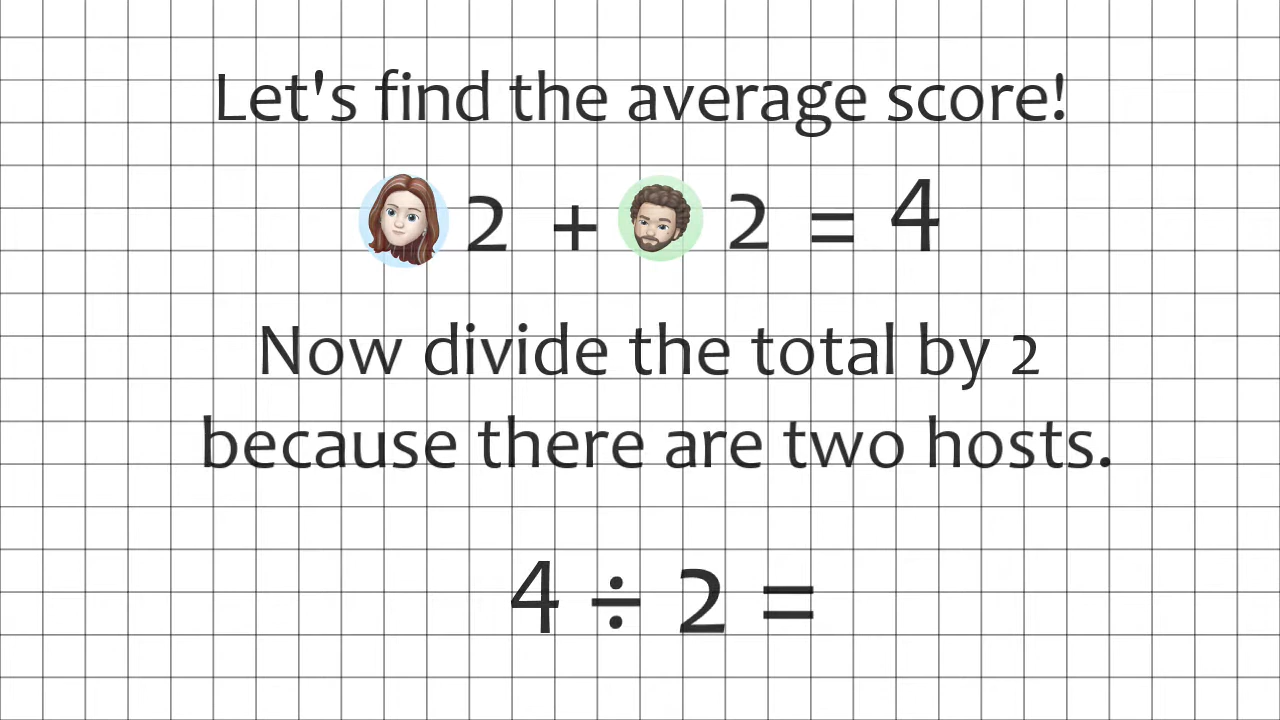 Let's find the average score!
2 + 2 = 4
Now divide the total by 2
because there are two hosts.
4 ÷ 2 =